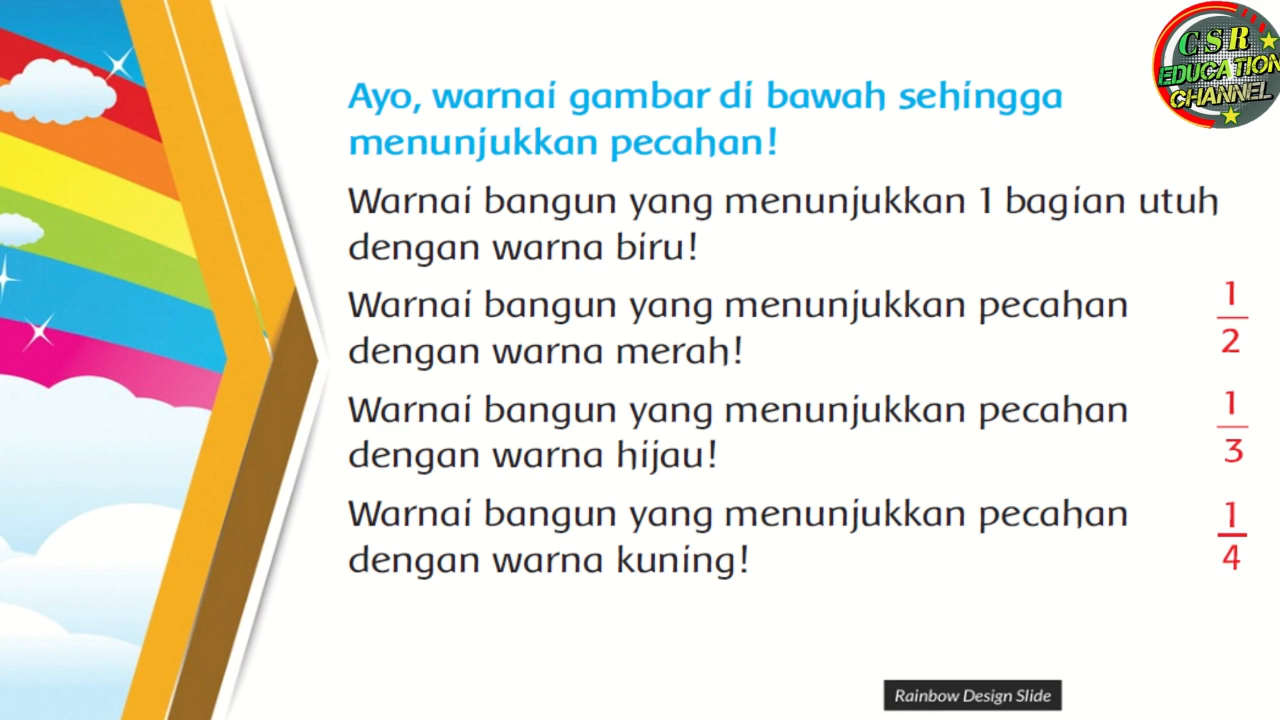 CSR
EDUCATION
CHANNEL
Ayo, warnai gambar di bawah sehingga
menunjukkan pecahan!
Warnai bangun yang menunjukkan 1 bagian utuh
dengan warna biru!
Warnai bangun yang menunjukkan pecahan 1/2
dengan warna merah!
Warnai bangun yang menunjukkan pecahan 1/3
dengan warna hijau!
Warnai bangun yang menunjukkan pecahan 1/4
dengan warna kuning!
Rainbow Design Slide